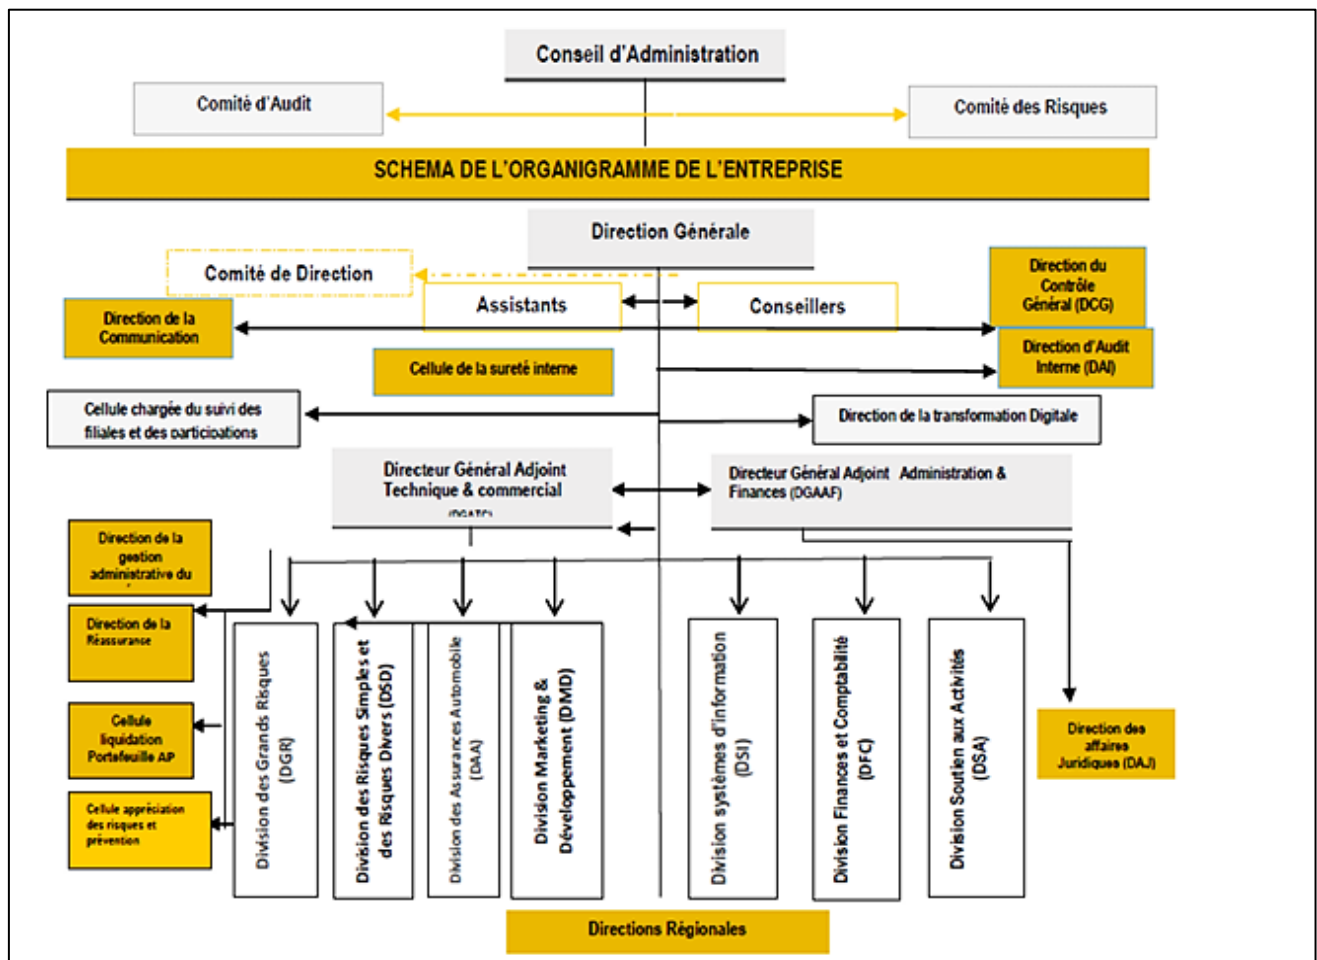 Conseil d'Administration
Comité d'Audit
Comité des Risques
SCHEMA DE L'ORGANIGRAMME DE L'ENTREPRISE
Direction Générale
Comité de Direction
Assistants
Conseillers
Direction du
Contrôle
Général (DCG)
Direction de la
Communication
Direction d'Audit
Interne (DAI)
Cellule de la sureté interne
Cellule chargée du suivi des
filiales et des participations
Direction de la transformation Digitale
Directeur Général Adjoint
Technique & commercial
(DGATC)
Directeur Général Adjoint Administration &
Finances (DGAAF)
Direction de la
gestion
administrative du
Direction de la
Réassurance
Cellule
liquidation
Portefeuille AP
Cellule appréciation
des risques et
prévention
Division des Grands Risques
(DGR)
Division des Risques Simples et
des Risques Divers (DSD)
Division des Assurances Automobile
(DAA)
Division Marketing &
Développement (DMD)
Division systèmes d'information
(DSI)
Division Finances et Comptabilité
(DFC)
Division Soutien aux Activités
(DSA)
Direction des
affaires
Juridiques (DAJ)
Directions Régionales